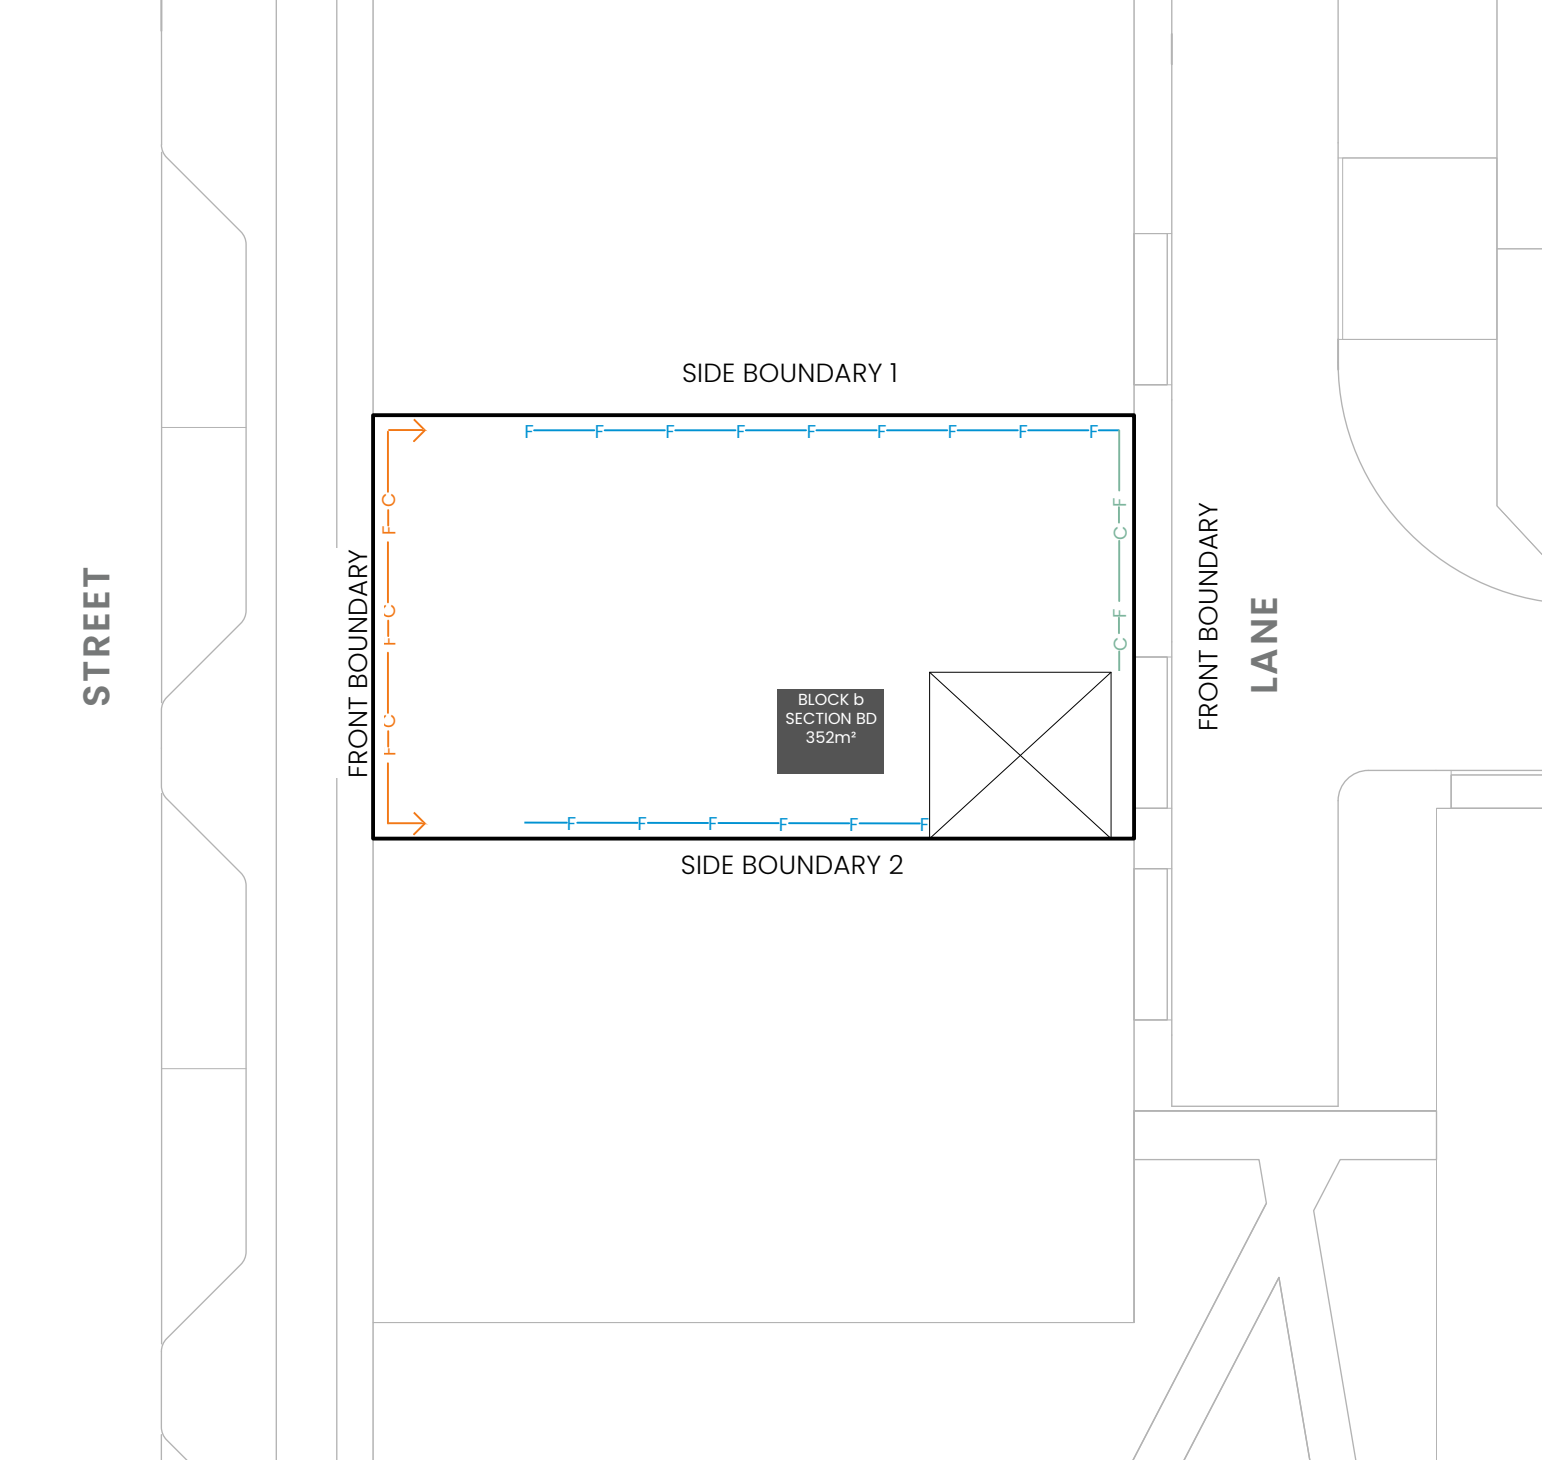 SIDE BOUNDARY 1
F F F F F F F F F
C F C F C F
F C F C
STREET
FRONT BOUNDARY
FRONT BOUNDARY
LANE
BLOCK b
SECTION BD
352m²
F F F F F F
SIDE BOUNDARY 2